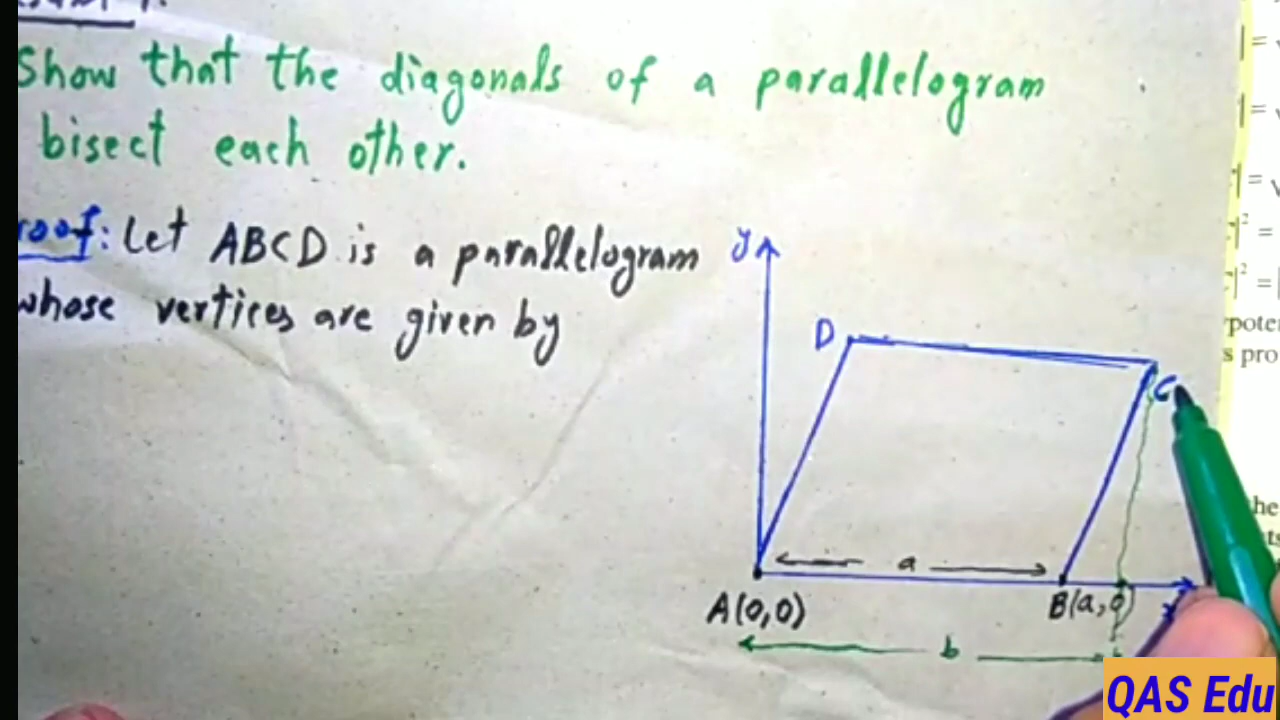 Show that the diagonals of a parallelogram
bisect each other.
roof: Let ABCD is a parallelogram
whose vertices are given by
y
D
C
a
A(0,0)
B(a,0)
x
b
QAS Edu